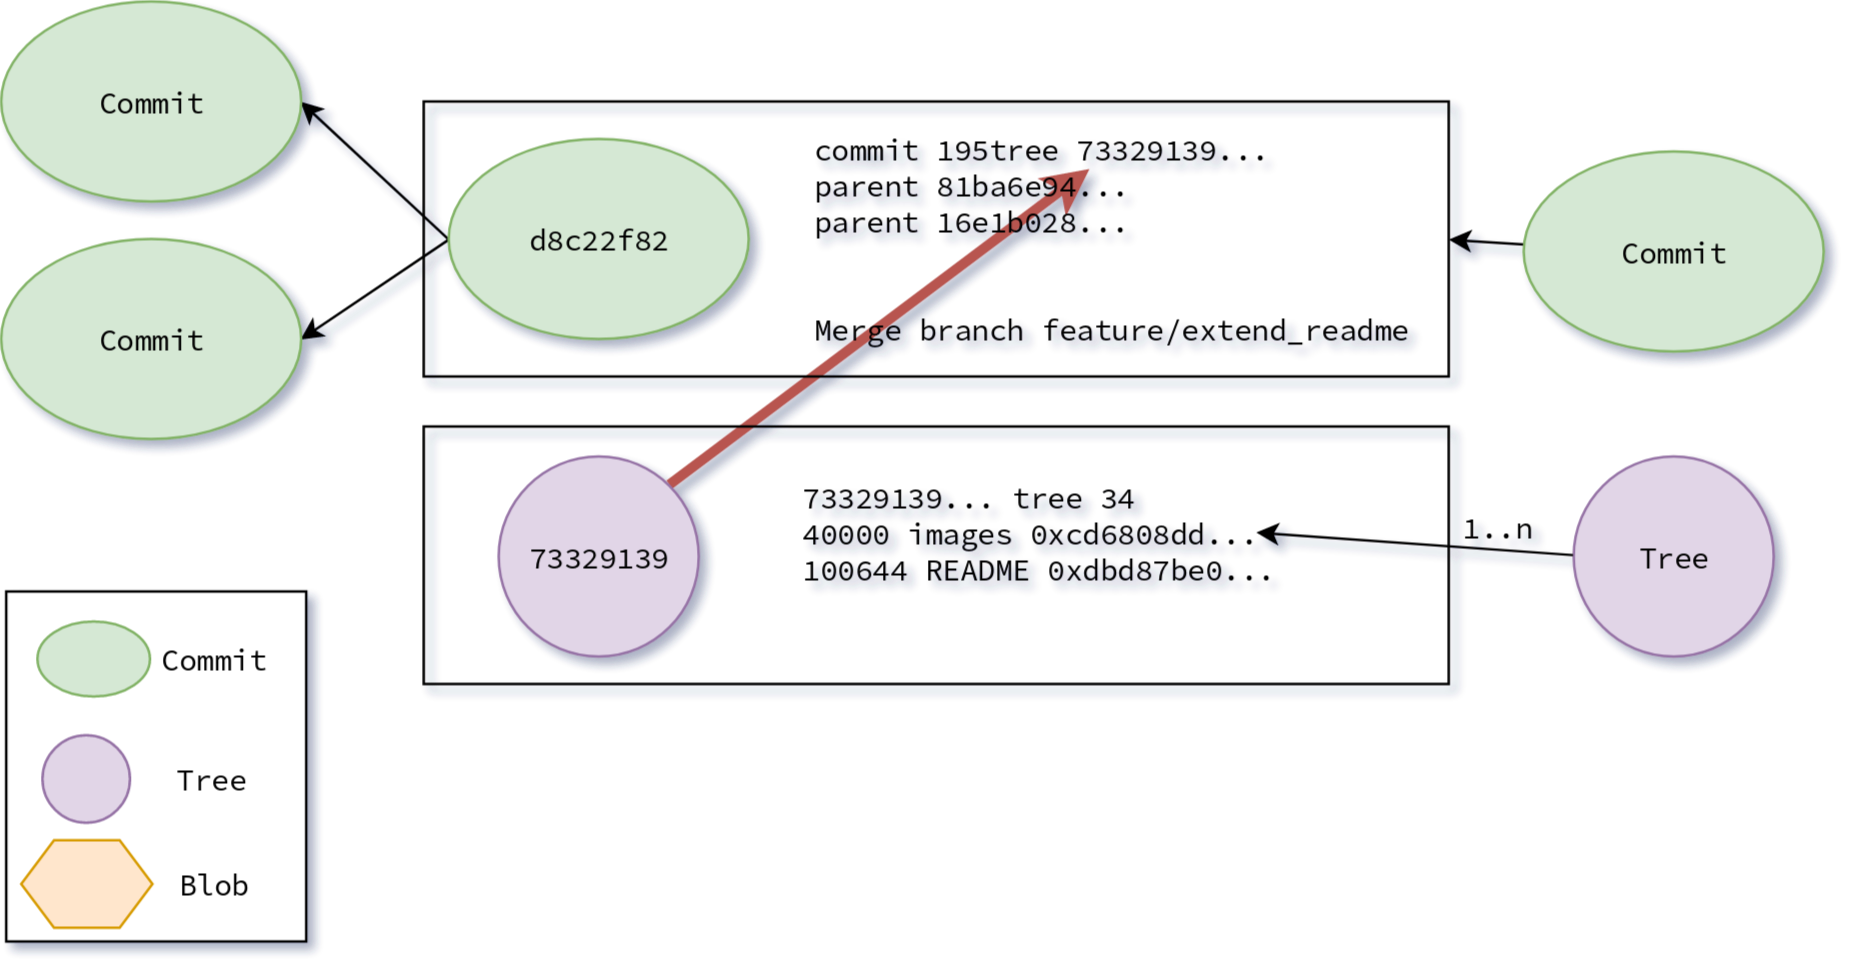 Commit
Commit
d8c22f82
commit 195tree 73329139...
parent 81ba6e94...
parent 16e1b028...
Merge branch feature/extend_readme
Commit
73329139
73329139... tree 34
40000 images 0xcd6808dd...
100644 README 0xdbd87be0...
1..n
Tree
Commit
Tree
Blob